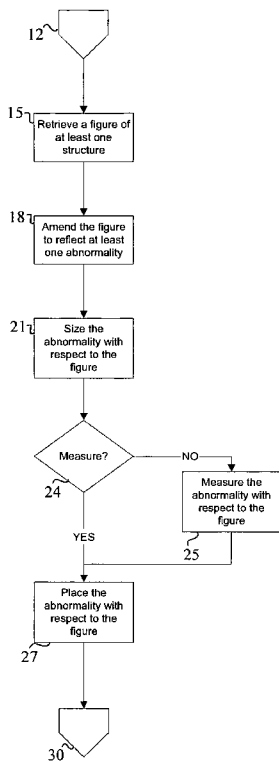 12
15
Retrieve a figure of
at least one
structure
18
Amend the figure
to reflect at least
one abnormality
21
Size the
abnormality with
respect to the
figure
Measure?
24
NO
Measure the
abnormality with
respect to the
figure
25
YES
Place the
abnormality with
respect to the
figure
27
30